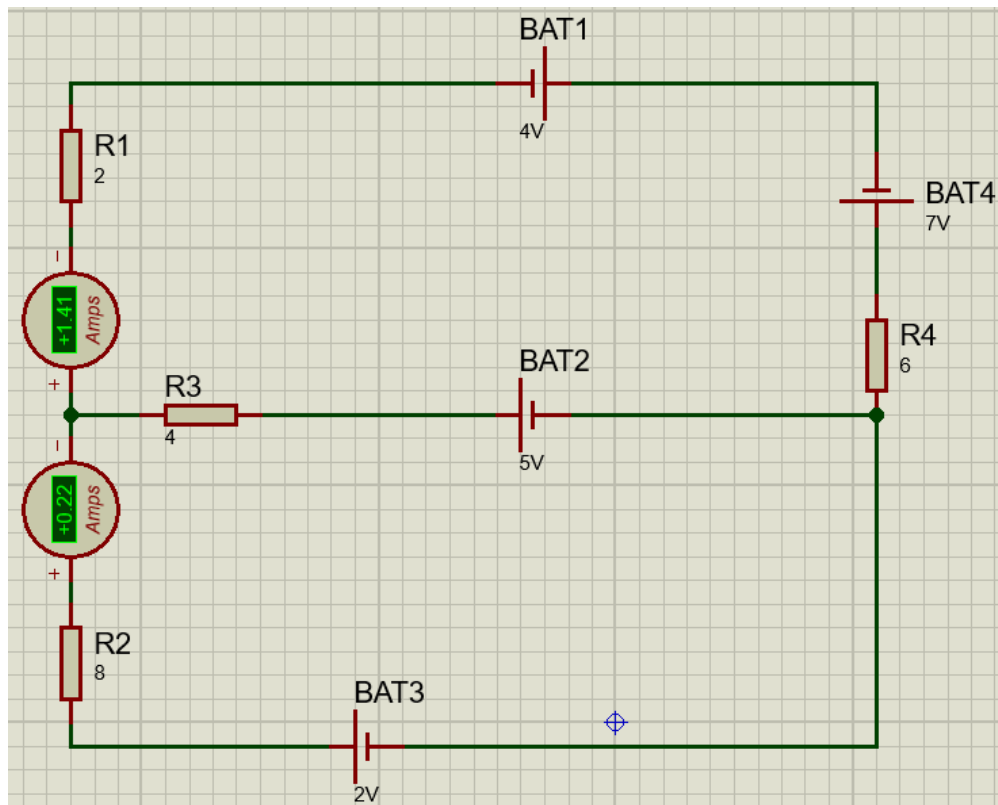 BAT1
4V
R1
2
BAT4
7V
−
+1.41
Amps
+
R4
6
R3
4
BAT2
5V
−
+0.22
Amps
+
R2
8
BAT3
2V